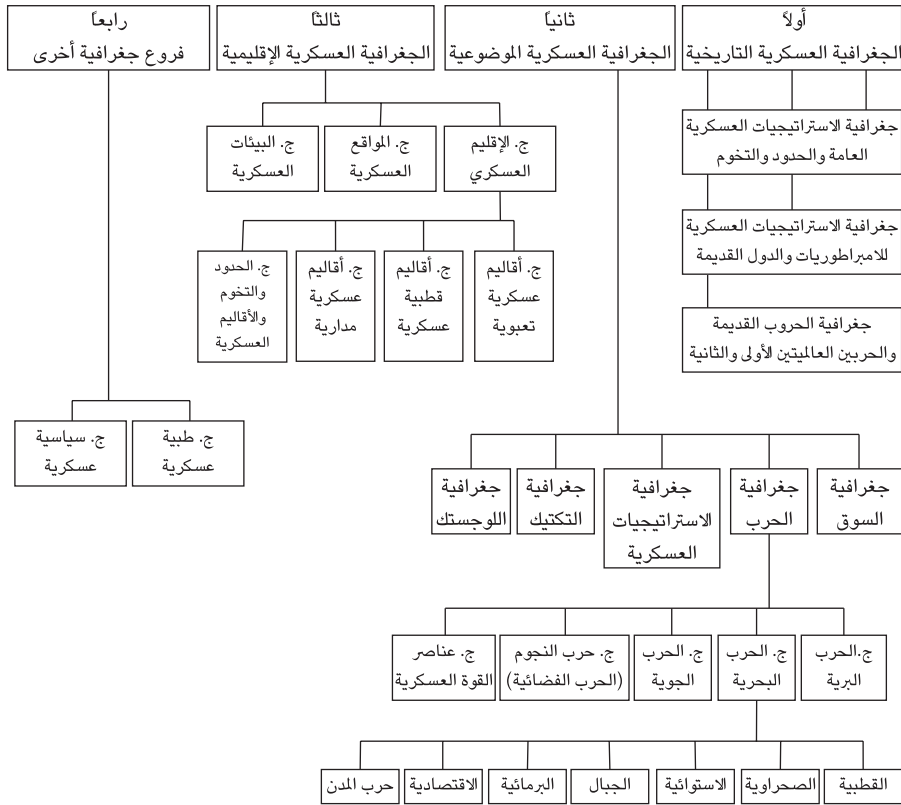 أولاً
الجغرافية العسكرية التاريخية
ثانياً
الجغرافية العسكرية الموضوعية
ثالثاً
الجغرافية العسكرية الإقليمية
رابعاً
فروع جغرافية أخرى
جغرافية الاستراتيجيات العسكرية
العامة والحدود والتخوم
جغرافية الاستراتيجيات العسكرية
للامبراطوريات والدول القديمة
جغرافية الحروب القديمة
والحربين العالميتين الأولى والثانية
ج. الإقليم
العسكري
ج. المواقع
العسكرية
ج. البيئات
العسكرية
ج. أقاليم
عسكرية
تعبوية
ج. أقاليم
قطبية
عسكرية
ج. أقاليم
عسكرية
مدارية
ج. الحدود
والتخوم
والأقاليم
العسكرية
ج. طبية
عسكرية
ج. سياسية
عسكرية
جغرافية
السوق
جغرافية
الحرب
جغرافية
الاستراتيجيات
العسكرية
جغرافية
التكتيك
جغرافية
اللوجستك
ج.الحرب
البرية
ج. الحرب
البحرية
ج. الحرب
الجوية
ج. حرب النجوم
(الحرب الفضائية)
ج. عناصر
القوة العسكرية
القطبية
الصحراوية
الاستوائية
الجبال
البرمائية
الاقتصادية
حرب المدن